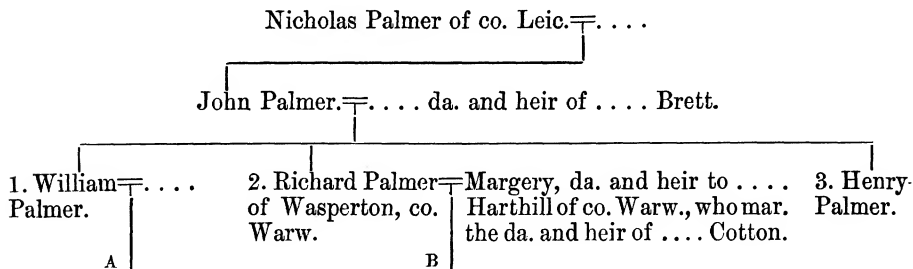 Nicholas Palmer of co. Leic.=. . . .
John Palmer.=. . . . da. and heir of . . . . Brett.
1. William=. . . .
Palmer.
2. Richard Palmer=Margery, da. and heir to . . . .
of Wasperton, co.
Warw.
Harthill of co. Warw., who mar.
the da. and heir of . . . . Cotton.
3. Henry
Palmer.
A
B